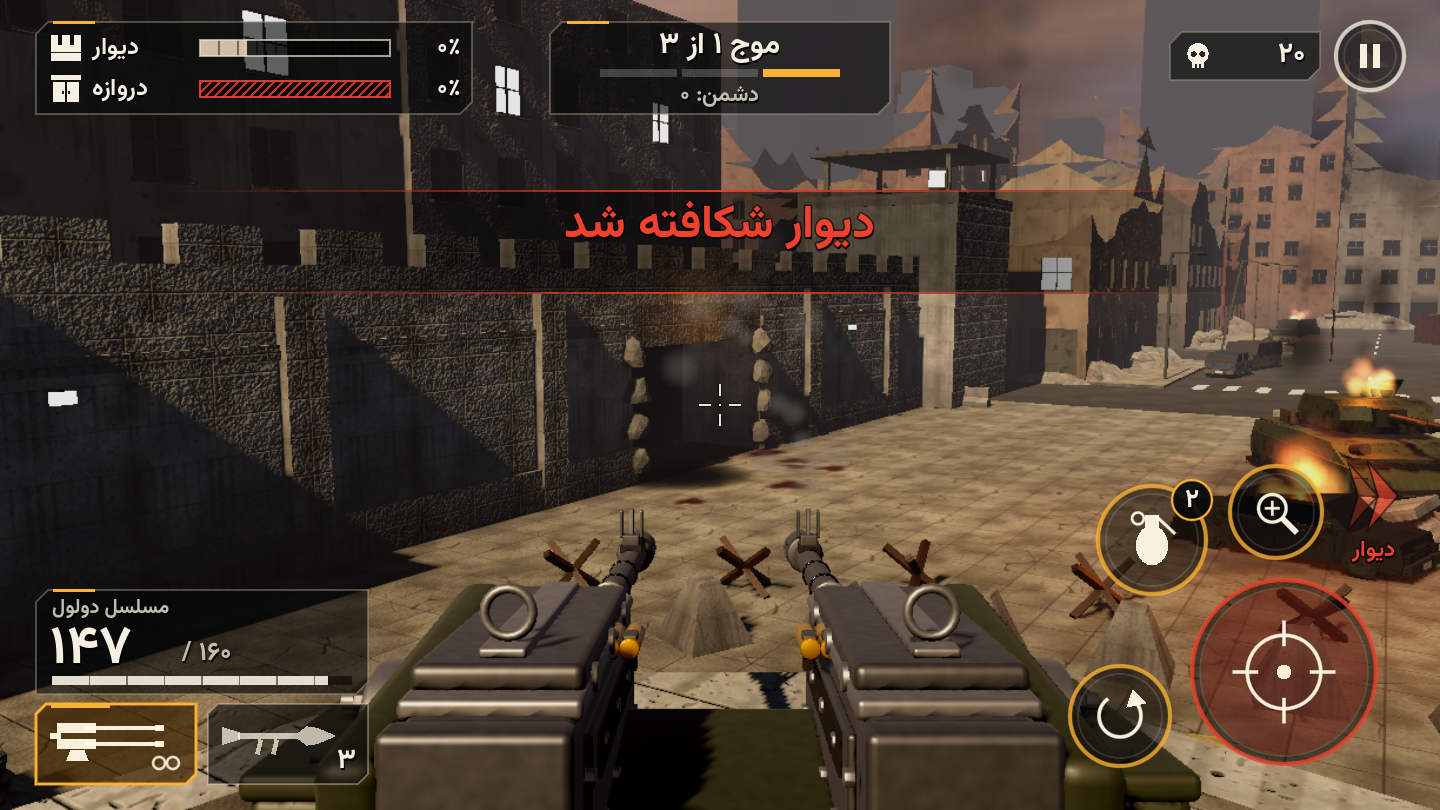 دیوار ۰٪
دروازه ۰٪
موج ۱ از ۳
دشمن: ۰
۲۰
دیوار شکافته شد
۲
دیوار
مسلسل دولول
۱۴۷ / ۱۶۰
∞
۳